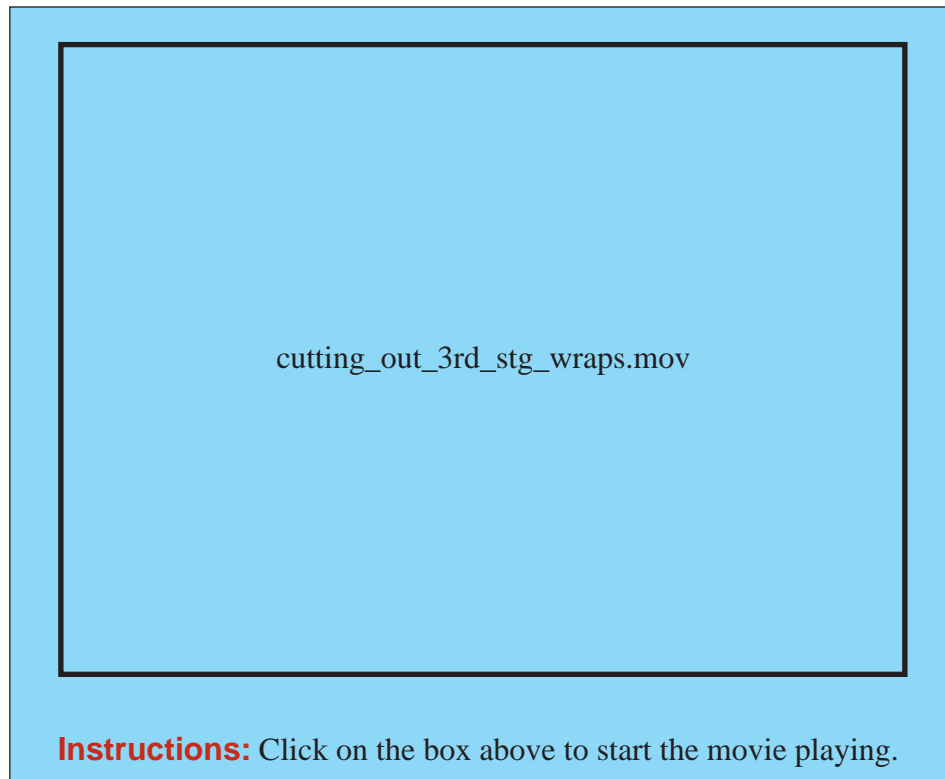 cutting_out_3rd_stg_wraps.mov
Instructions: Click on the box above to start the movie playing.